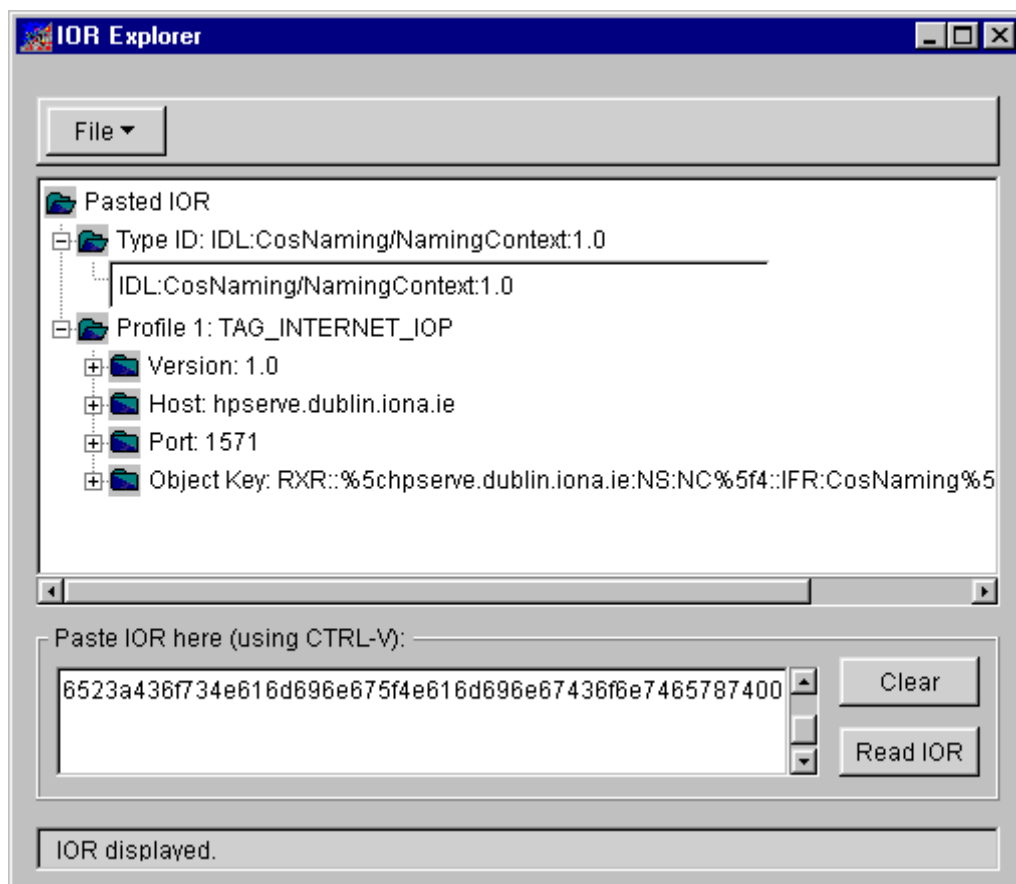 IOR Explorer
File
Pasted IOR
Type ID: IDL:CosNaming/NamingContext:1.0
IDL:CosNaming/NamingContext:1.0
Profile 1: TAG_INTERNET_IOP
Version: 1.0
Host: hpserve.dublin.iona.ie
Port: 1571
Object Key: RXR::%5chpserve.dublin.iona.ie:NS:NC%5f4::IFR:CosNaming%5
Paste IOR here (using CTRL-V):
6523a436f734e616d696e675f4e616d696e67436f6e7465787400
Clear
Read IOR
IOR displayed.